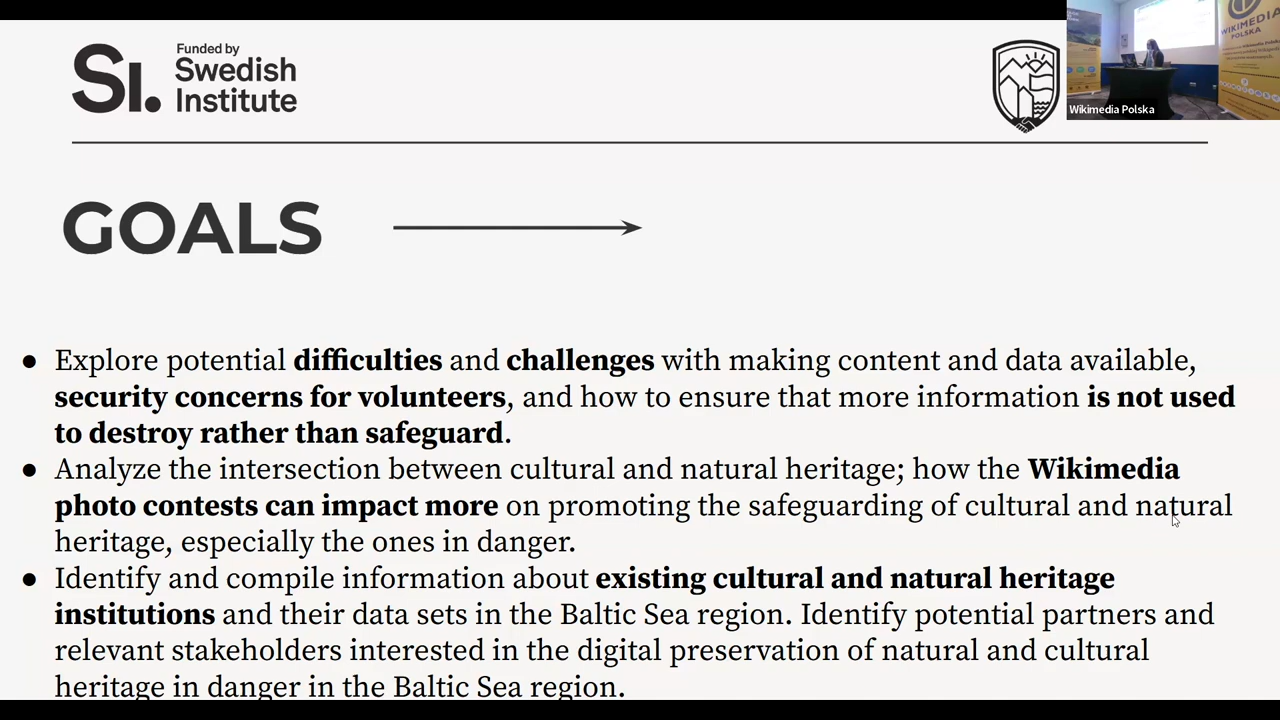 Funded by
SI. Swedish
Institute
WIKIMEDIA
POLSKA
Wikimedia Polska
GOALS
● Explore potential difficulties and challenges with making content and data available,
security concerns for volunteers, and how to ensure that more information is not used
to destroy rather than safeguard.
● Analyze the intersection between cultural and natural heritage; how the Wikimedia
photo contests can impact more on promoting the safeguarding of cultural and natural
heritage, especially the ones in danger.
● Identify and compile information about existing cultural and natural heritage
institutions and their data sets in the Baltic Sea region. Identify potential partners and
relevant stakeholders interested in the digital preservation of natural and cultural
heritage in danger in the Baltic Sea region.